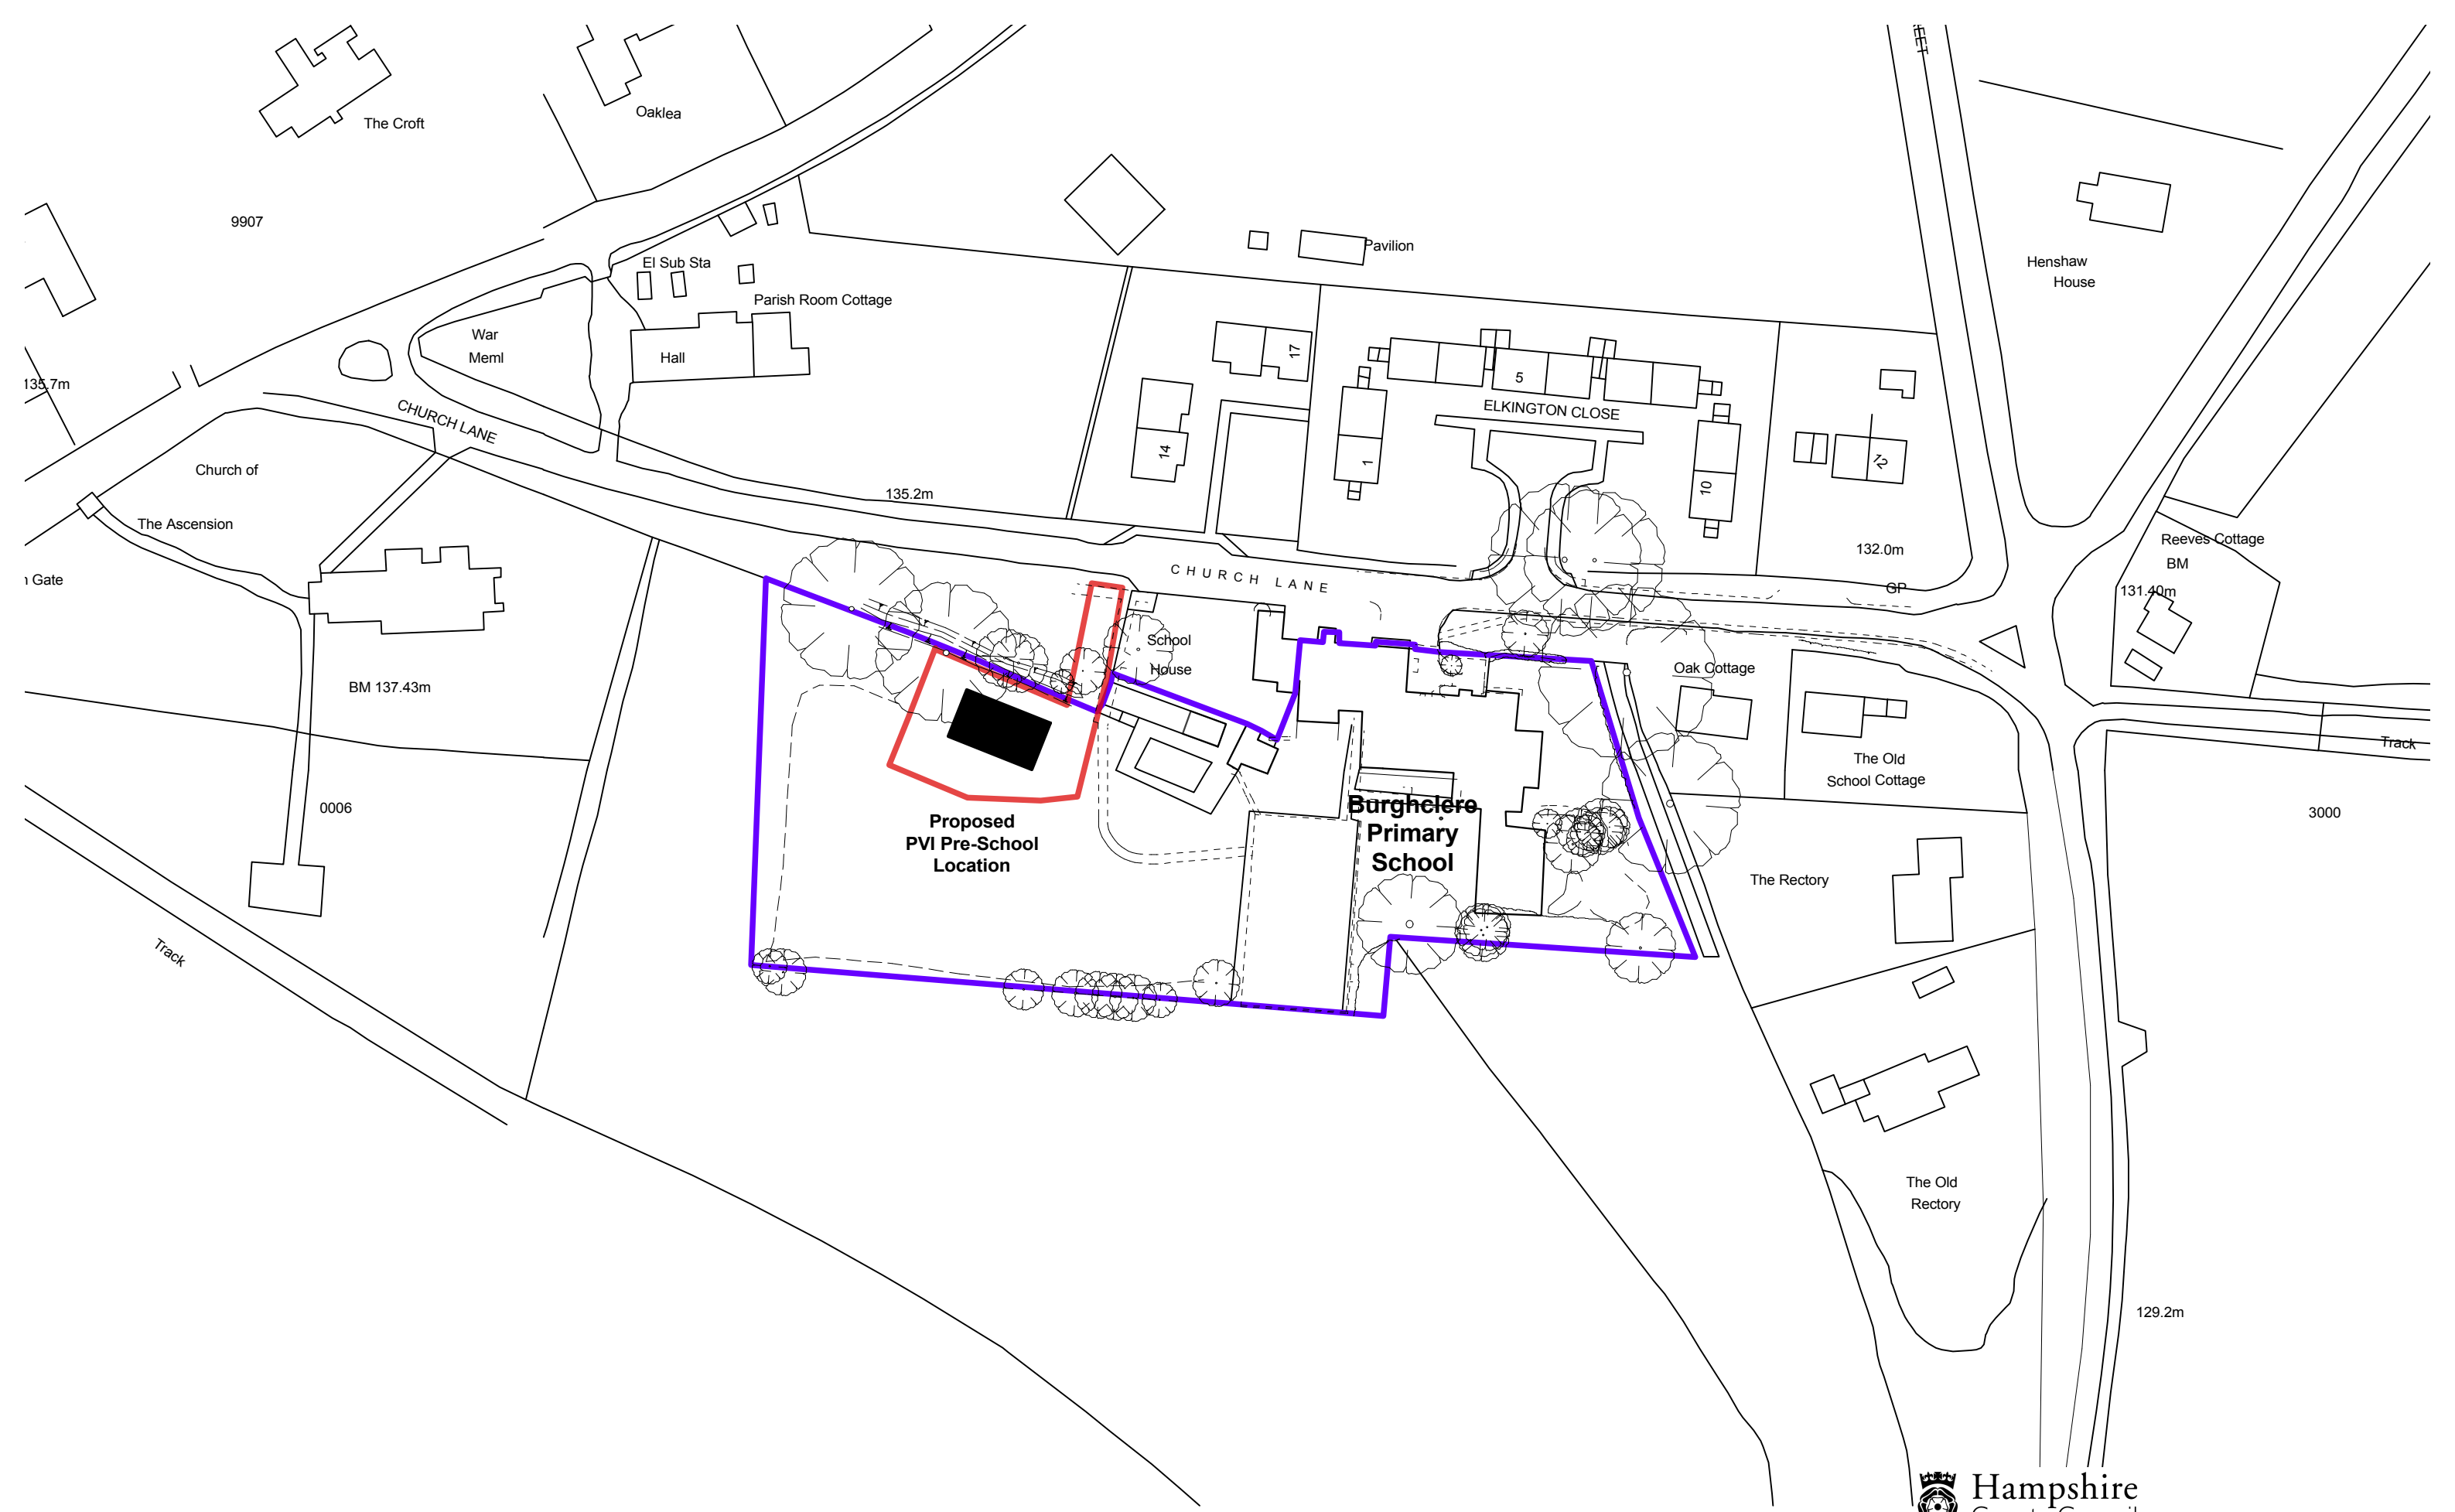 The Croft
Oaklea
9907
Pavilion
Henshaw
House
El Sub Sta
Parish Room Cottage
War
Meml
Hall
135.7m
17
5
ELKINGTON CLOSE
CHURCH LANE
14
1
10
12
Church of
The Ascension
135.2m
132.0m
Reeves Cottage
BM
131.40m
GP
CHURCH LANE
Gate
School
House
Oak Cottage
BM 137.43m
Track
The Old
School Cottage
0006
3000
Proposed
PVI Pre-School
Location
Burghclere
Primary
School
The Rectory
Track
The Old
Rectory
129.2m
Hampshire